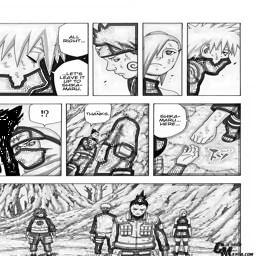 ALL
RIGHT...
...LET'S
LEAVE IT
UP TO
SHIKA-
MARU.
!?
THANKS.
SHIKA-
MARU...
HERE...